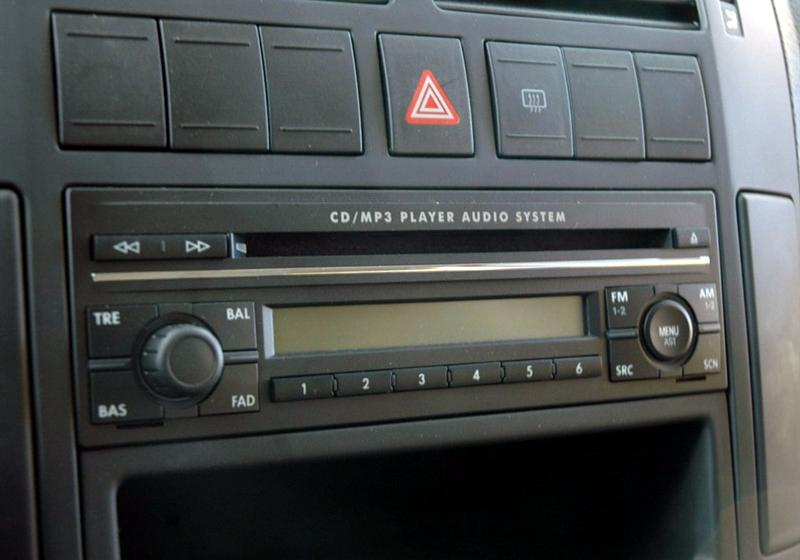 CD/MP3 PLAYER AUDIO SYSTEM
TRE
BAL
BAS
FAD
1 2 3 4 5 6
FM
1-2
AM
1-2
MENU
AST
SRC
SCN